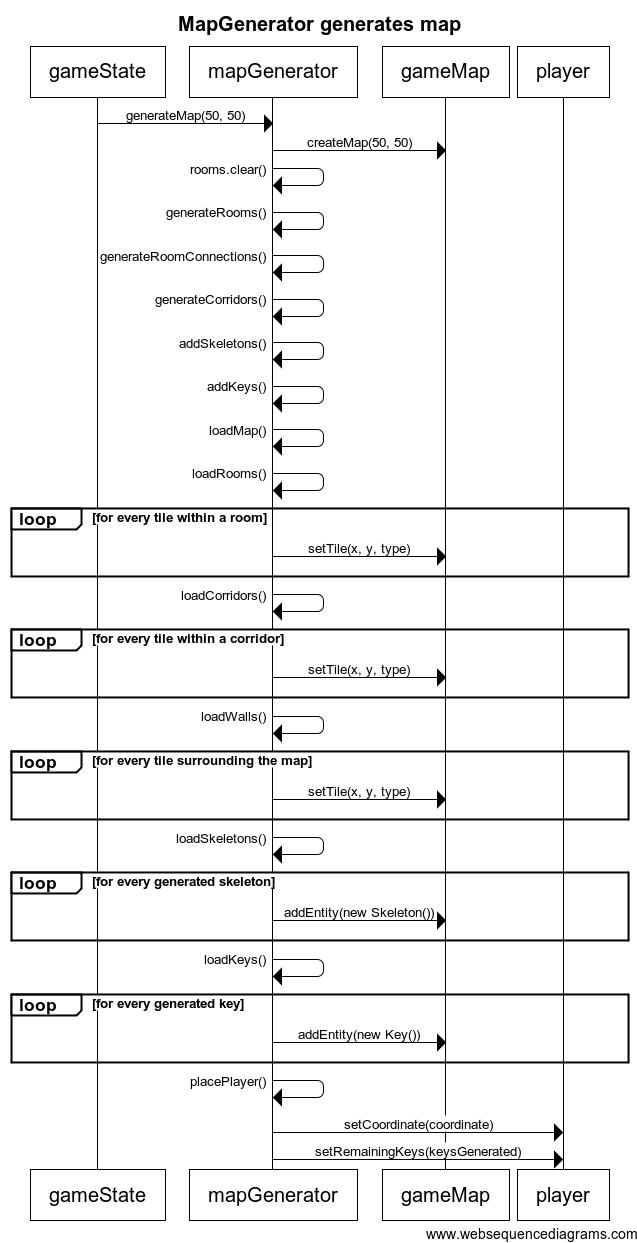 MapGenerator generates map
gameState mapGenerator gameMap player
generateMap(50, 50)
createMap(50, 50)
rooms.clear()
generateRooms()
generateRoomConnections()
generateCorridors()
addSkeletons()
addKeys()
loadMap()
loadRooms()
loop [for every tile within a room]
setTile(x, y, type)
loadCorridors()
loop [for every tile within a corridor]
setTile(x, y, type)
loadWalls()
loop [for every tile surrounding the map]
setTile(x, y, type)
loadSkeletons()
loop [for every generated skeleton]
addEntity(new Skeleton())
loadKeys()
loop [for every generated key]
addEntity(new Key())
placePlayer()
setCoordinate(coordinate)
setRemainingKeys(keysGenerated)
gameState mapGenerator gameMap player
www.websequencediagrams.com